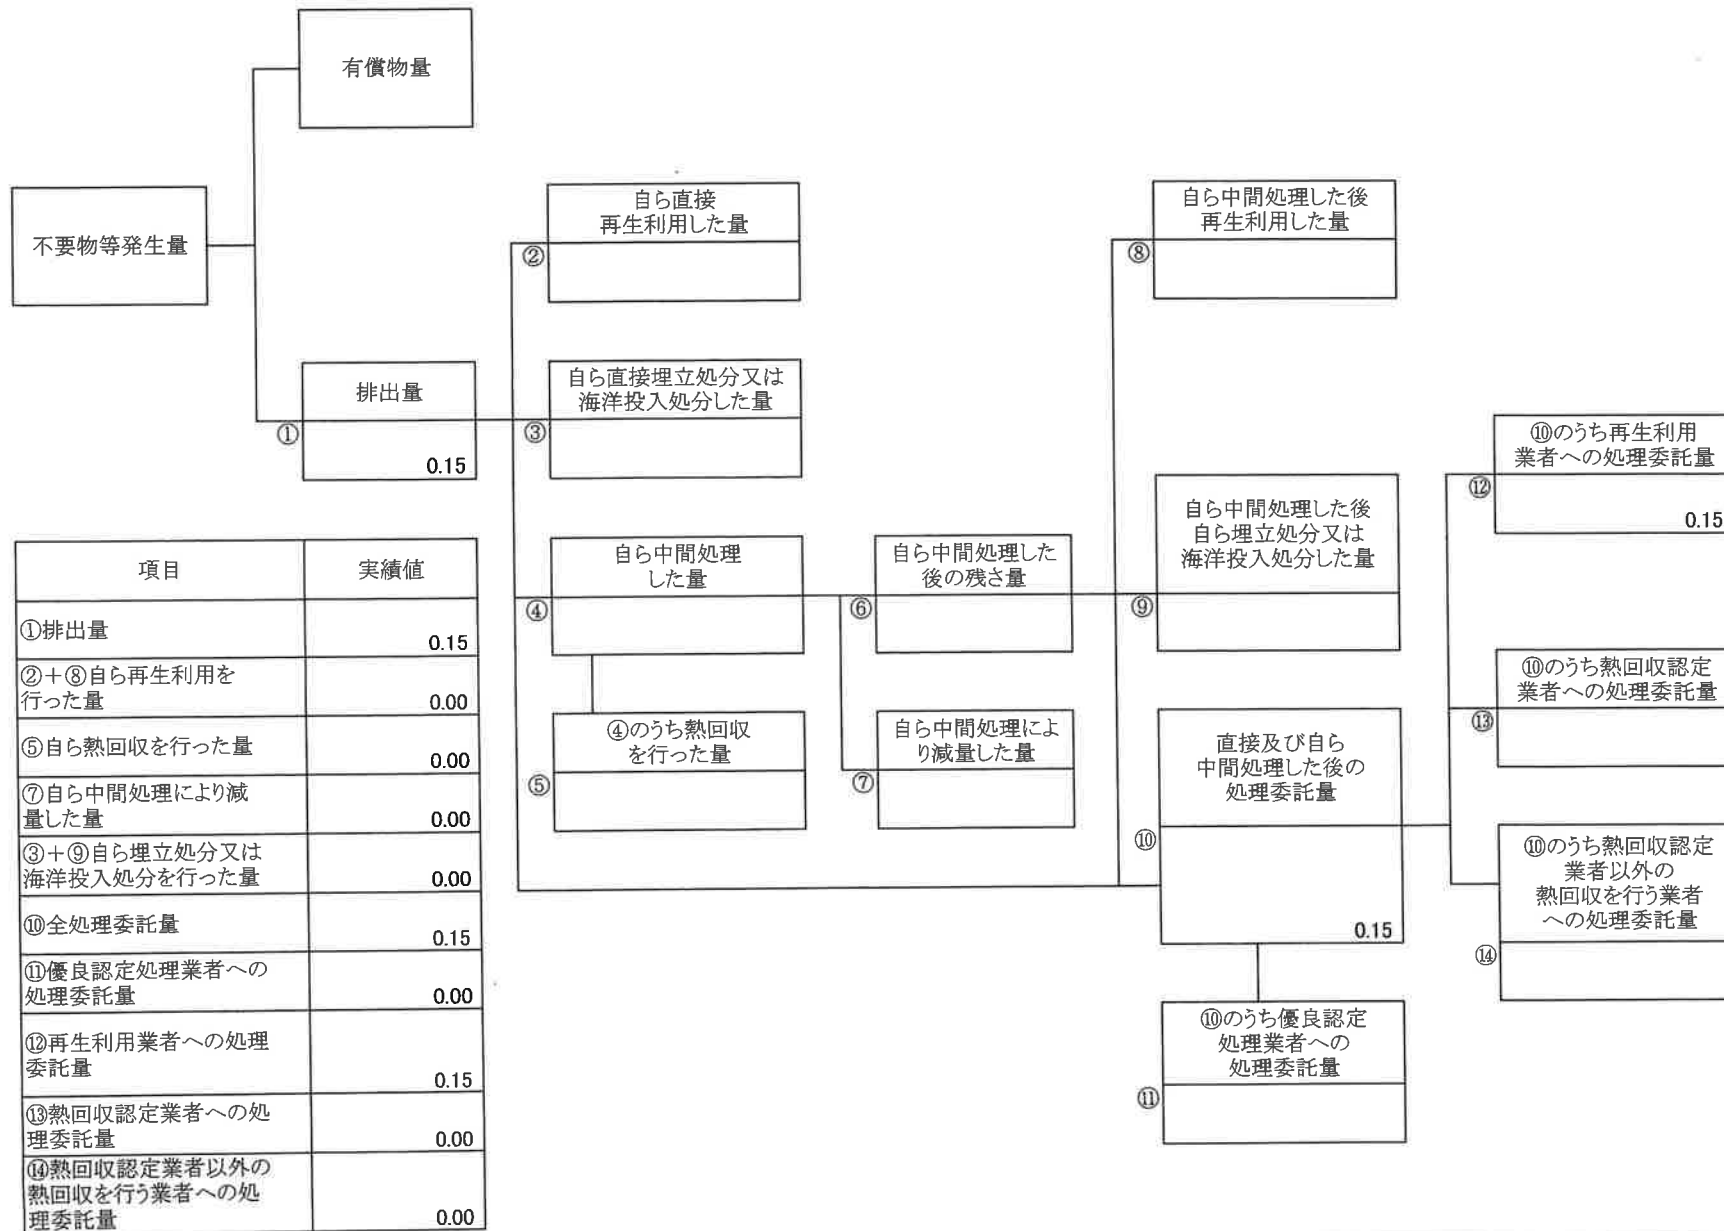 有償物量
不要物等発生量
排出量
①
0.15
自ら直接
再生利用した量
②
自ら直接埋立処分又は
海洋投入処分した量
③
自ら中間処理
した量
④
④のうち熱回収
を行った量
⑤
自ら中間処理した
後の残さ量
⑥
自ら中間処理によ
り減量した量
⑦
自ら中間処理した後
再生利用した量
⑧
自ら中間処理した後
自ら埋立処分又は
海洋投入処分した量
⑨
直接及び自ら
中間処理した後の
処理委託量
⑩
0.15
⑩のうち優良認定
処理業者への
処理委託量
⑪
⑩のうち再生利用
業者への処理委託量
⑫
0.15
⑩のうち熱回収認定
業者への処理委託量
⑬
⑩のうち熱回収認定
業者以外の
熱回収を行う業者
への処理委託量
⑭
項目 実績値
①排出量
0.15
②+⑧自ら再生利用を
行った量 0.00
⑤自ら熱回収を行った量
0.00
⑦自ら中間処理により減
量した量 0.00
③+⑨自ら埋立処分又は
海洋投入処分を行った量 0.00
⑩全処理委託量
0.15
⑪優良認定処理業者への
処理委託量 0.00
⑫再生利用業者への処理
委託量 0.15
⑬熱回収認定業者への処
理委託量 0.00
⑭熱回収認定業者以外の
熱回収を行う業者への処
理委託量 0.00